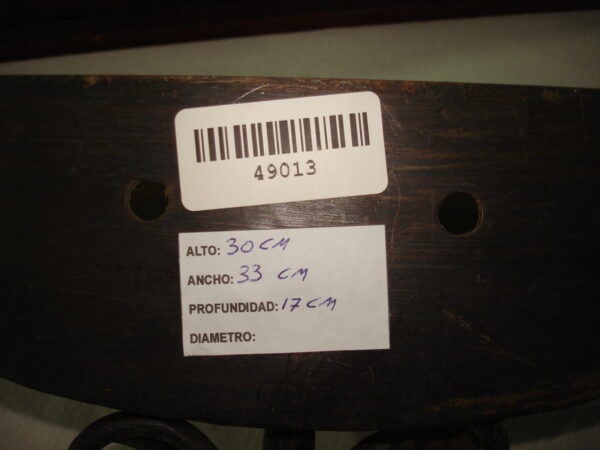 49013
ALTO: 30 CM
ANCHO: 33 CM
PROFUNDIDAD: 17 CM
DIAMETRO: